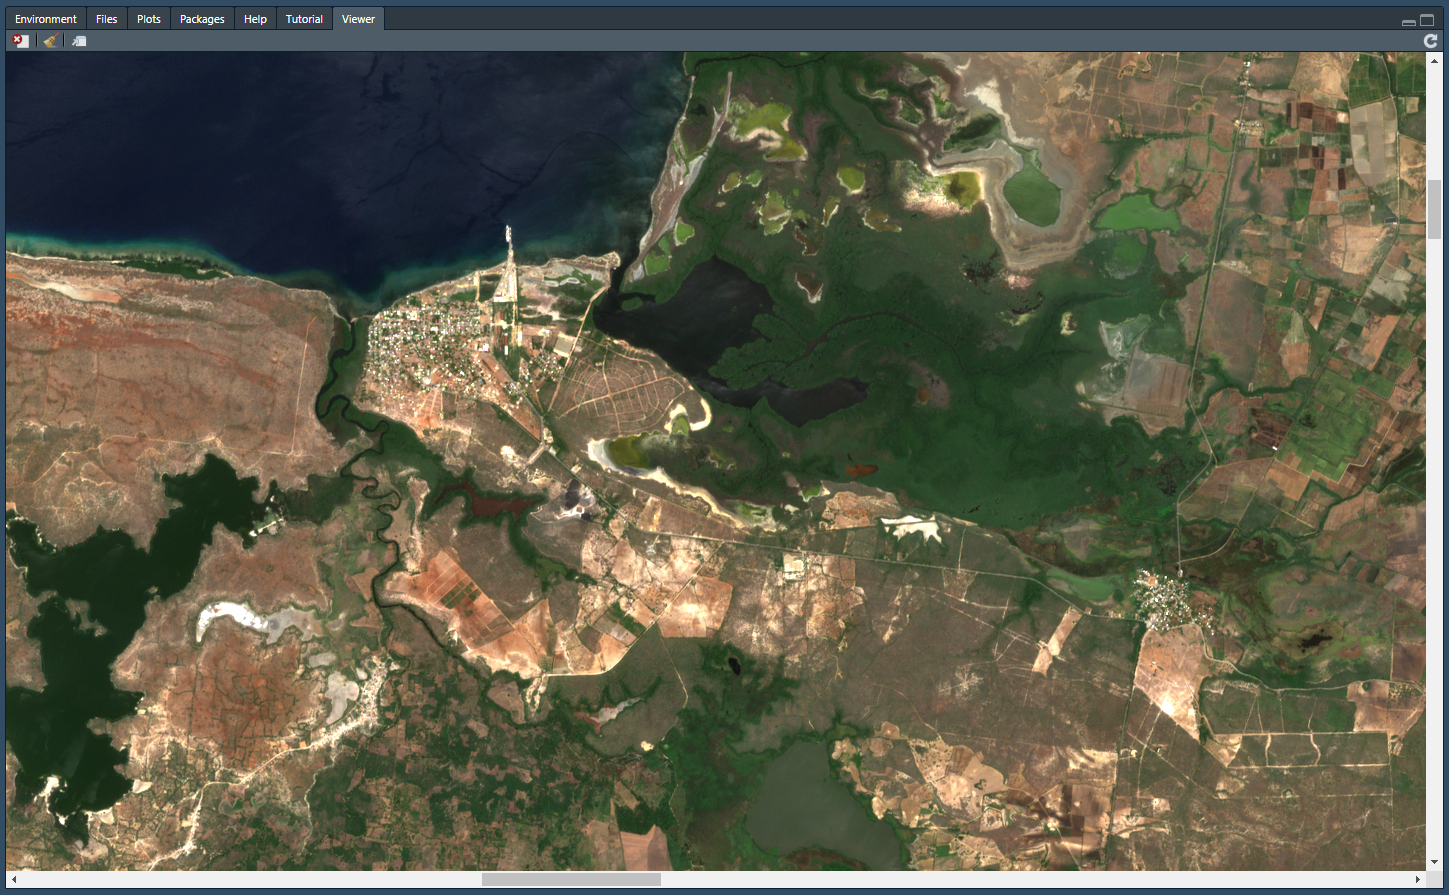 Environment
Files
Plots
Packages
Help
Tutorial
Viewer